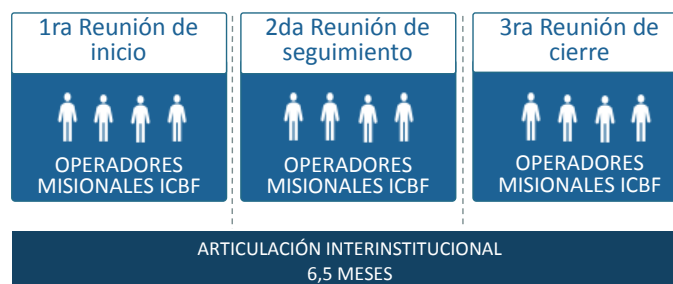 1ra Reunión de
inicio
OPERADORES
MISIONALES ICBF
2da Reunión de
seguimiento
OPERADORES
MISIONALES ICBF
3ra Reunión de
cierre
OPERADORES
MISIONALES ICBF
ARTICULACIÓN INTERINSTITUCIONAL
6,5 MESES